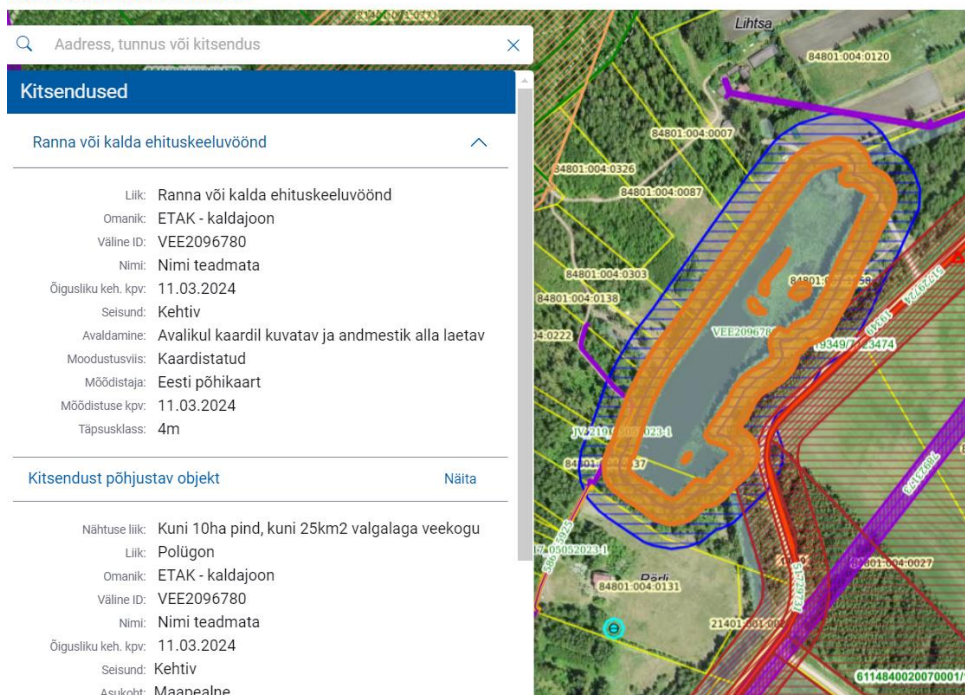 Aadress, tunnus või kitsendus
Kitsendused
Ranna või kalda ehituskeeluvöönd
Liik: Ranna või kalda ehituskeeluvöönd
Omanik: ETAK - kaldajoon
Väline ID: VEE2096780
Nimi: Nimi teadmata
Õigusliku keh. kpv: 11.03.2024
Seisund: Kehtiv
Avaldamine: Avalikul kaardil kuvatav ja andmestik alla laetav
Moodustusviis: Kaardistatud
Mõõdistaja: Eesti põhikaart
Mõõdistuse kpv: 11.03.2024
Täpsusklass: 4m
Kitsendust põhjustav objekt Näita
Nähtuse liik: Kuni 10ha pind, kuni 25km2 valgalaga veekogu
Liik: Polügon
Omanik: ETAK - kaldajoon
Väline ID: VEE2096780
Nimi: Nimi teadmata
Õigusliku keh. kpv: 11.03.2024
Seisund: Kehtiv
Asukoht: Maapealne
Lihtsa
84801:004:0120
84801:004:0007
84801:004:0326
84801:004:0087
84801:004:0303
84801:004:0138
04:0222
VEE209678
19349
Pärli
84801:004:0131
84801:004:0027
6114840020070001/